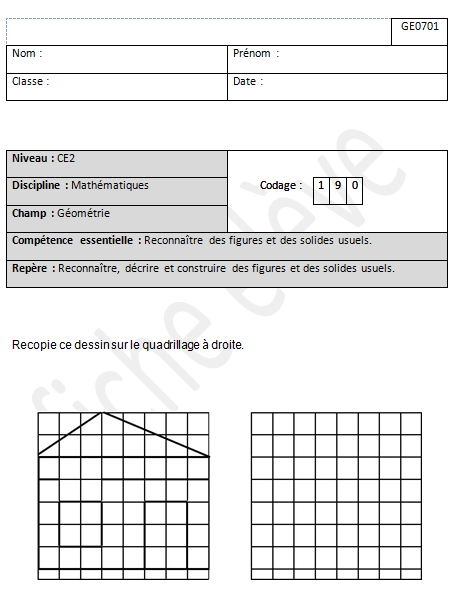 GE0701
Nom : Prénom :
Classe : Date :
Niveau : CE2
Discipline : Mathématiques Codage : 1 9 0
Champ : Géométrie
Compétence essentielle : Reconnaître des figures et des solides usuels.
Repère : Reconnaître, décrire et construire des figures et des solides usuels.
Recopie ce dessin sur le quadrillage à droite.
fiche élève